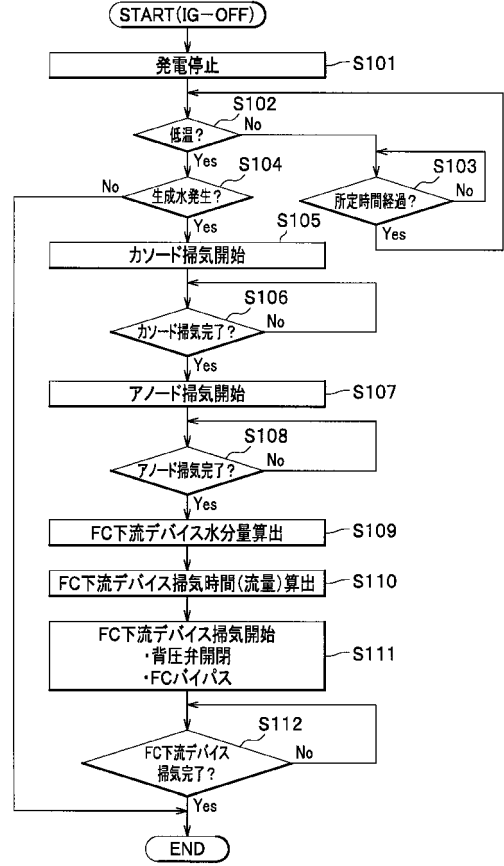 START(IG－OFF)
発電停止
S101
S102
低温？
No
Yes
S103
所定時間経過？
No
Yes
S104
生成水発生？
No
Yes
S105
カソード掃気開始
S106
カソード掃気完了？
No
Yes
アノード掃気開始
S107
S108
アノード掃気完了？
No
Yes
FC下流デバイス水分量算出
S109
FC下流デバイス掃気時間(流量)算出
S110
FC下流デバイス掃気開始
・背圧弁開閉
・FCバイパス
S111
S112
FC下流デバイス
掃気完了？
No
Yes
END